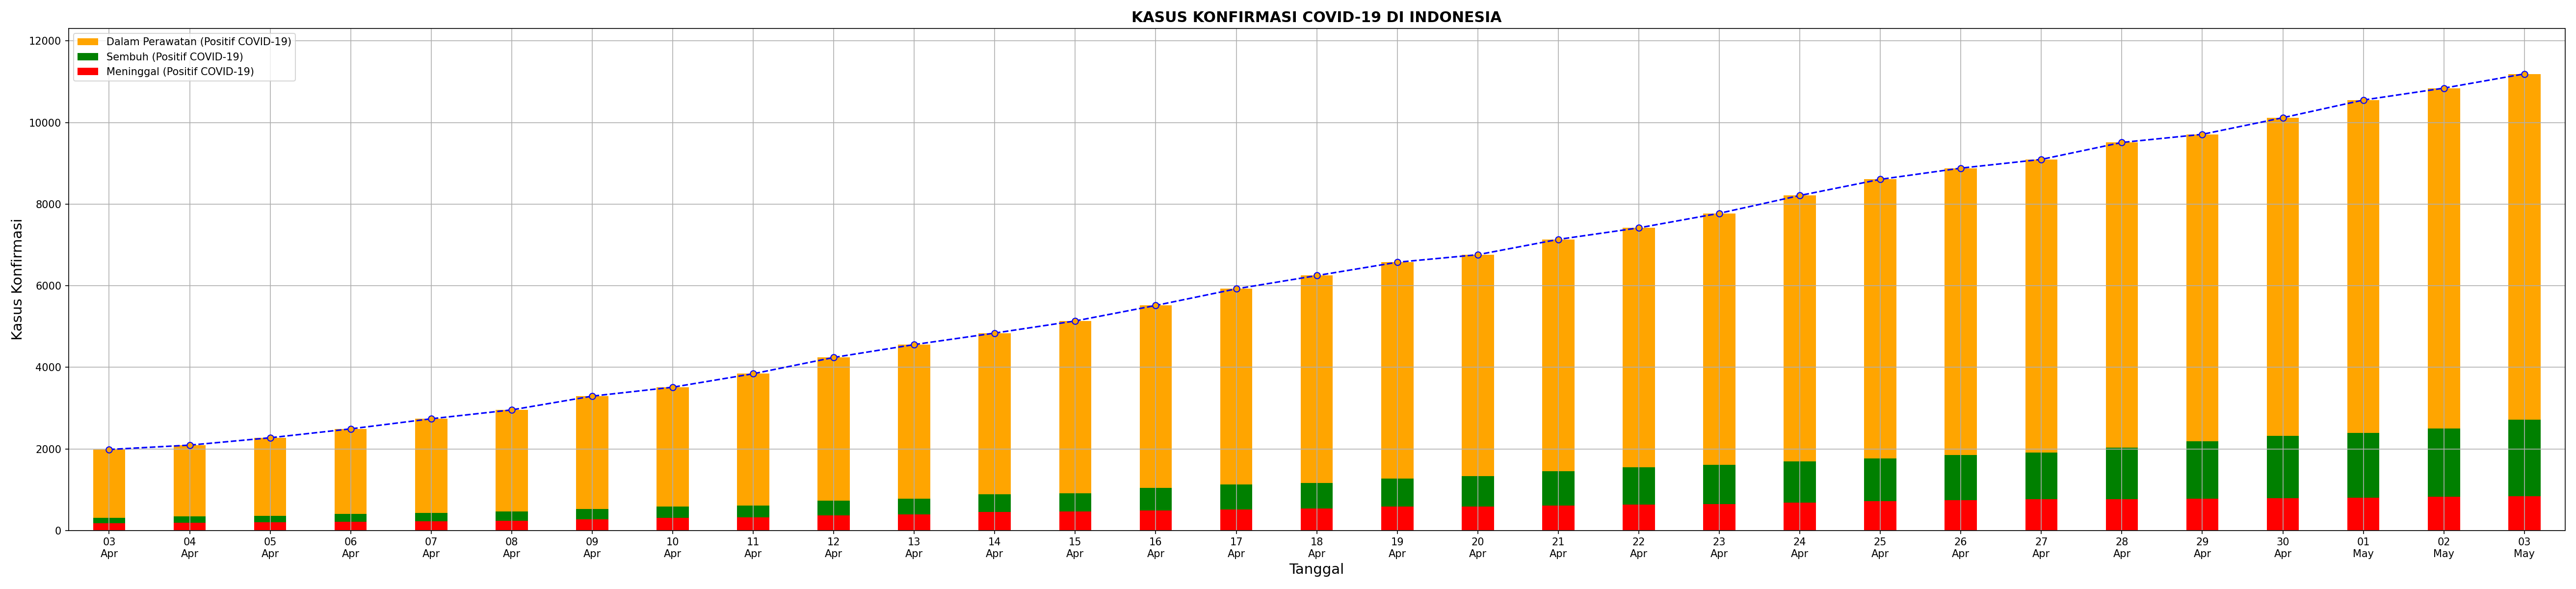 KASUS KONFIRMASI COVID-19 DI INDONESIA
Dalam Perawatan (Positif COVID-19)
Sembuh (Positif COVID-19)
Meninggal (Positif COVID-19)
Kasus Konfirmasi
12000
10000
8000
6000
4000
2000
0
03 04 05 06 07 08 09 10 11 12 13 14 15 16 17 18 19 20 21 22 23 24 25 26 27 28 29 30 01 02 03
Apr Apr Apr Apr Apr Apr Apr Apr Apr Apr Apr Apr Apr Apr Apr Apr Apr Apr Apr Apr Apr Apr Apr Apr Apr Apr Apr Apr May May May
Tanggal